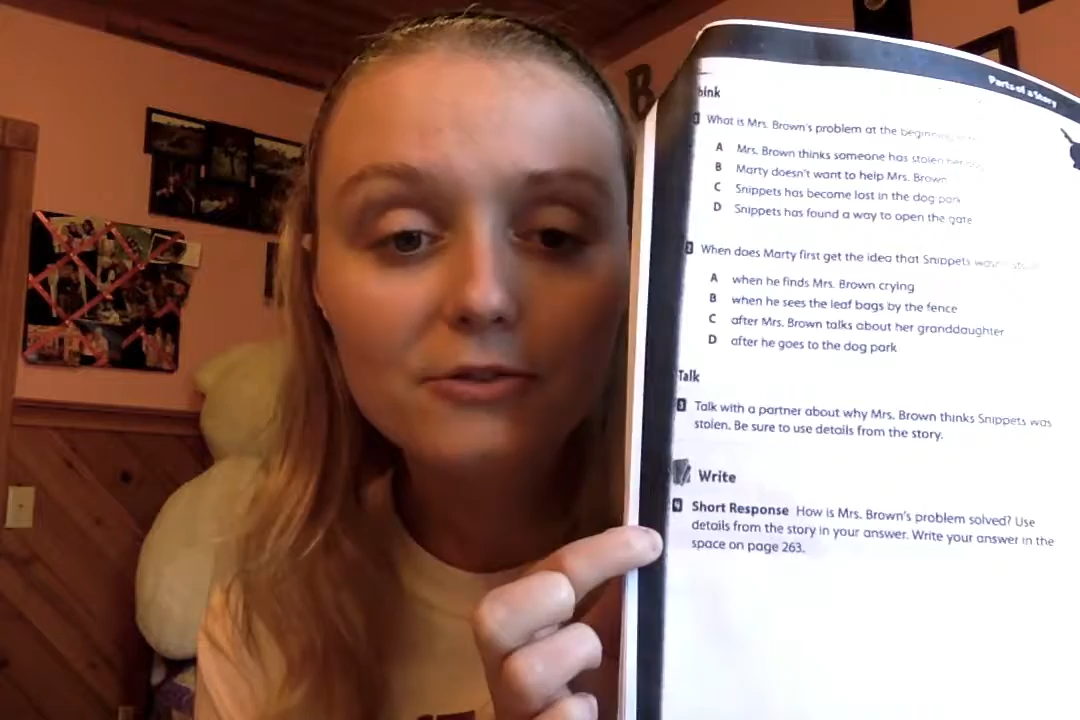 B
Parts of a Story
hink
What is Mrs. Brown's problem at the beginning
A Mrs. Brown thinks someone has stolen her
B Marty doesn't want to help Mrs. Brown
C Snippets has become lost in the dog park
D Snippets has found a way to open the gate
2 When does Marty first get the idea that Snippets
A when he finds Mrs. Brown crying
B when he sees the leaf bags by the fence
C after Mrs. Brown talks about her granddaughter
D after he goes to the dog park
Talk
3 Talk with a partner about why Mrs. Brown thinks Snippets was
stolen. Be sure to use details from the story.
Write
4 Short Response How is Mrs. Brown's problem solved? Use
details from the story in your answer. Write your answer in the
space on page 263.